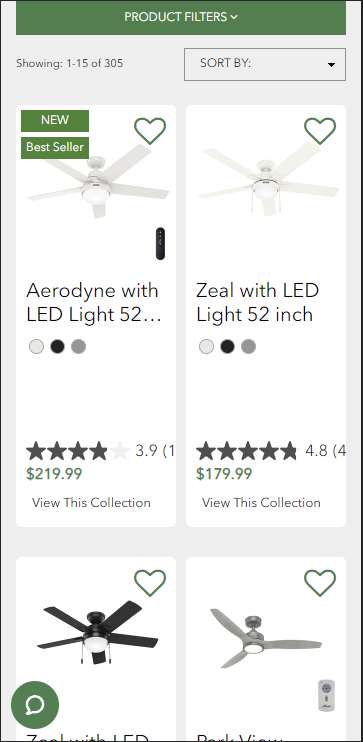 PRODUCT FILTERS
Showing: 1-15 of 305
SORT BY:
NEW
Best Seller
Aerodyne with
LED Light 52...
3.9 (1
$219.99
View This Collection
Zeal with LED
Light 52 inch
4.8 (4
$179.99
View This Collection
Zeal with LED
Park View